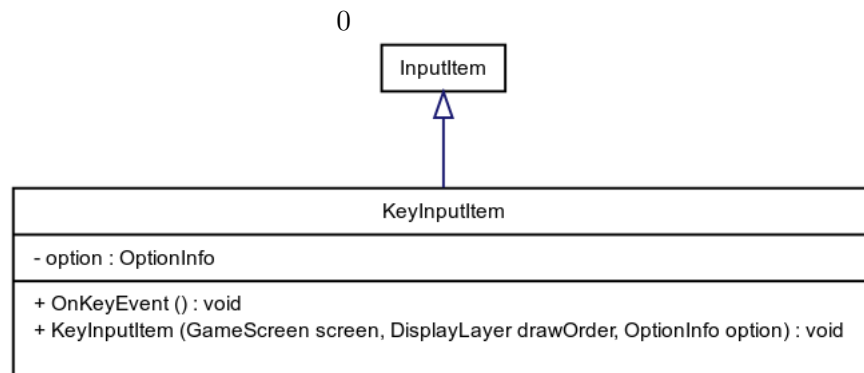 0
InputItem
KeyInputItem
- option : OptionInfo
+ OnKeyEvent () : void
+ KeyInputItem (GameScreen screen, DisplayLayer drawOrder, OptionInfo option) : void